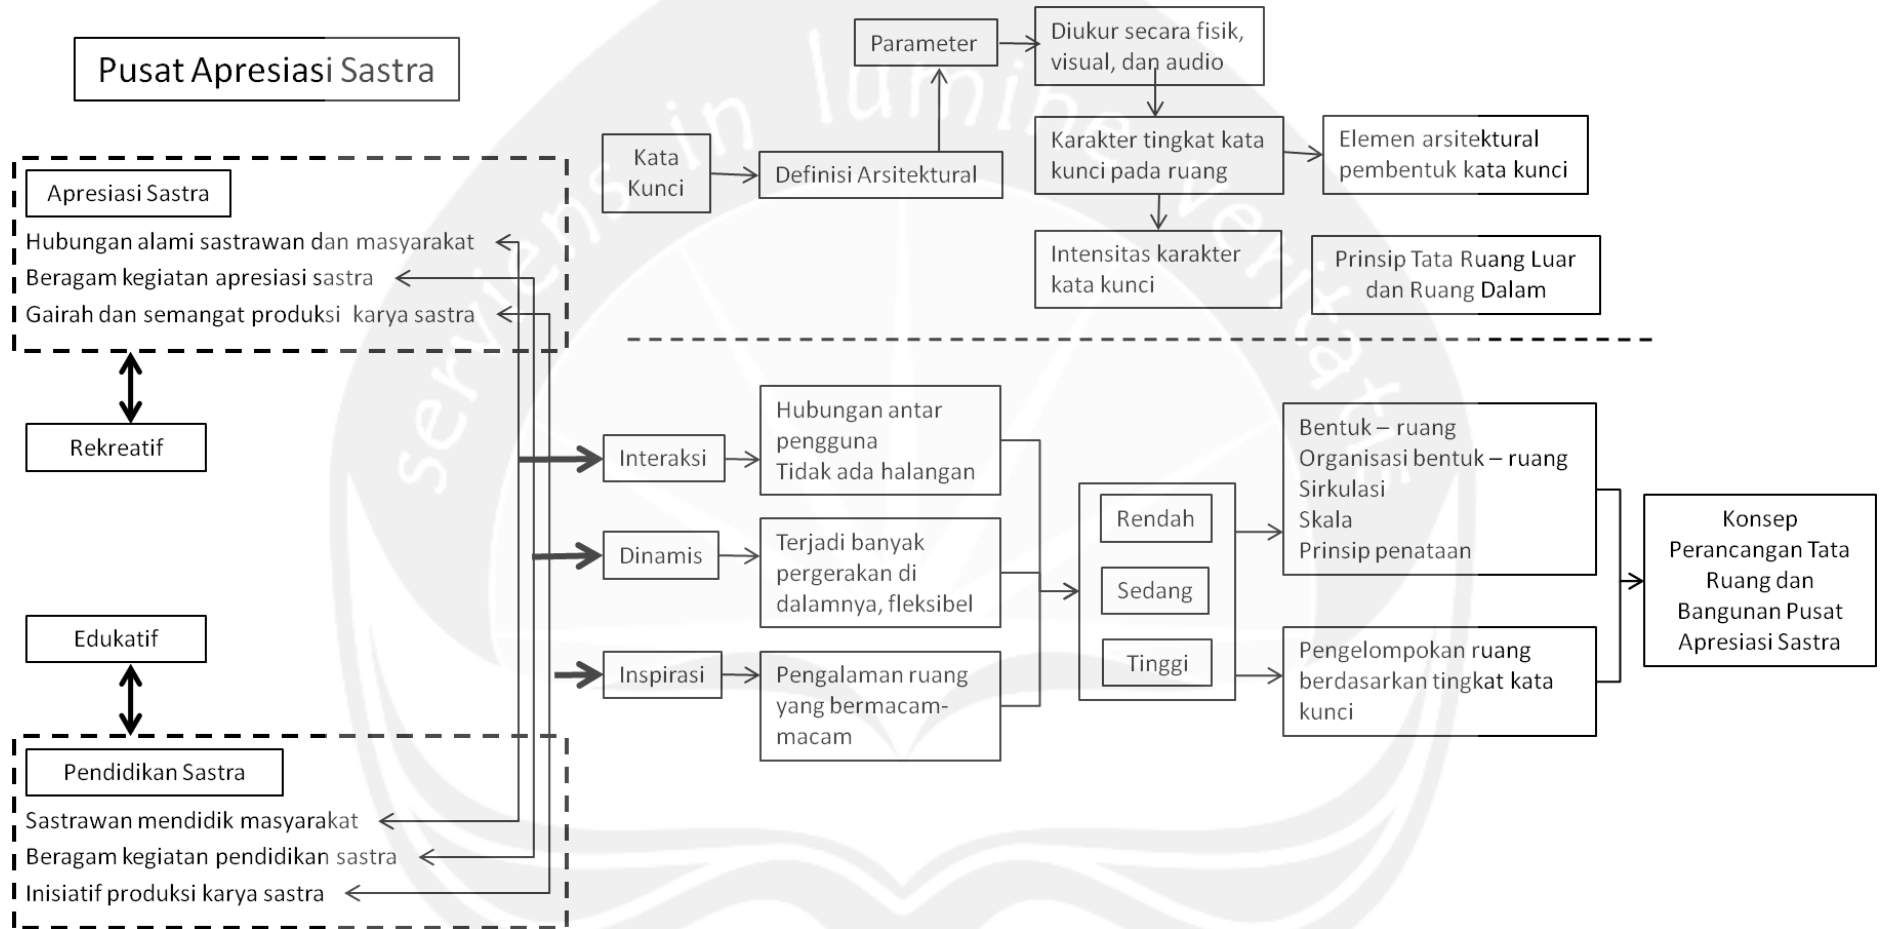 Pusat Apresiasi Sastra
Apresiasi Sastra
Hubungan alami sastrawan dan masyarakat
Beragam kegiatan apresiasi sastra
Gairah dan semangat produksi karya sastra
Rekreatif
Edukatif
Pendidikan Sastra
Sastrawan mendidik masyarakat
Beragam kegiatan pendidikan sastra
Inisiatif produksi karya sastra
Kata
Kunci
Definisi Arsitektural
Parameter
Diukur secara fisik,
visual, dan audio
Karakter tingkat kata
kunci pada ruang
Elemen arsitektural
pembentuk kata kunci
Intensitas karakter
kata kunci
Prinsip Tata Ruang Luar
dan Ruang Dalam
Interaksi
Hubungan antar
pengguna
Tidak ada halangan
Dinamis
Terjadi banyak
pergerakan di
dalamnya, fleksibel
Inspirasi
Pengalaman ruang
yang bermacam-
macam
Rendah
Sedang
Tinggi
Bentuk – ruang
Organisasi bentuk – ruang
Sirkulasi
Skala
Prinsip penataan
Pengelompokan ruang
berdasarkan tingkat kata
kunci
Konsep
Perancangan Tata
Ruang dan
Bangunan Pusat
Apresiasi Sastra
serviens in lumine veritatis